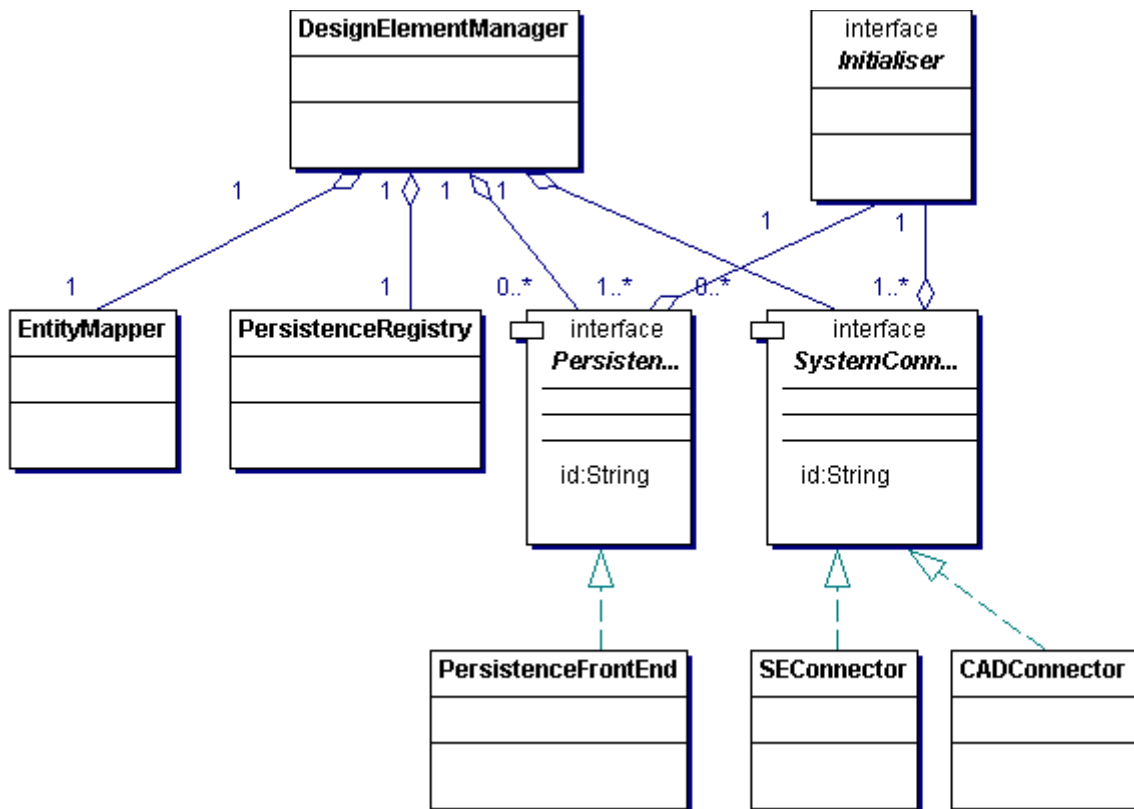 DesignElementManager
interface
Initialiser
1
1
1
1
1
1
1
1
0..*
1..*
0..*
1..*
EntityMapper
PersistenceRegistry
interface
Persisten...
id:String
interface
SystemConn...
id:String
PersistenceFrontEnd
SEConnector
CADConnector